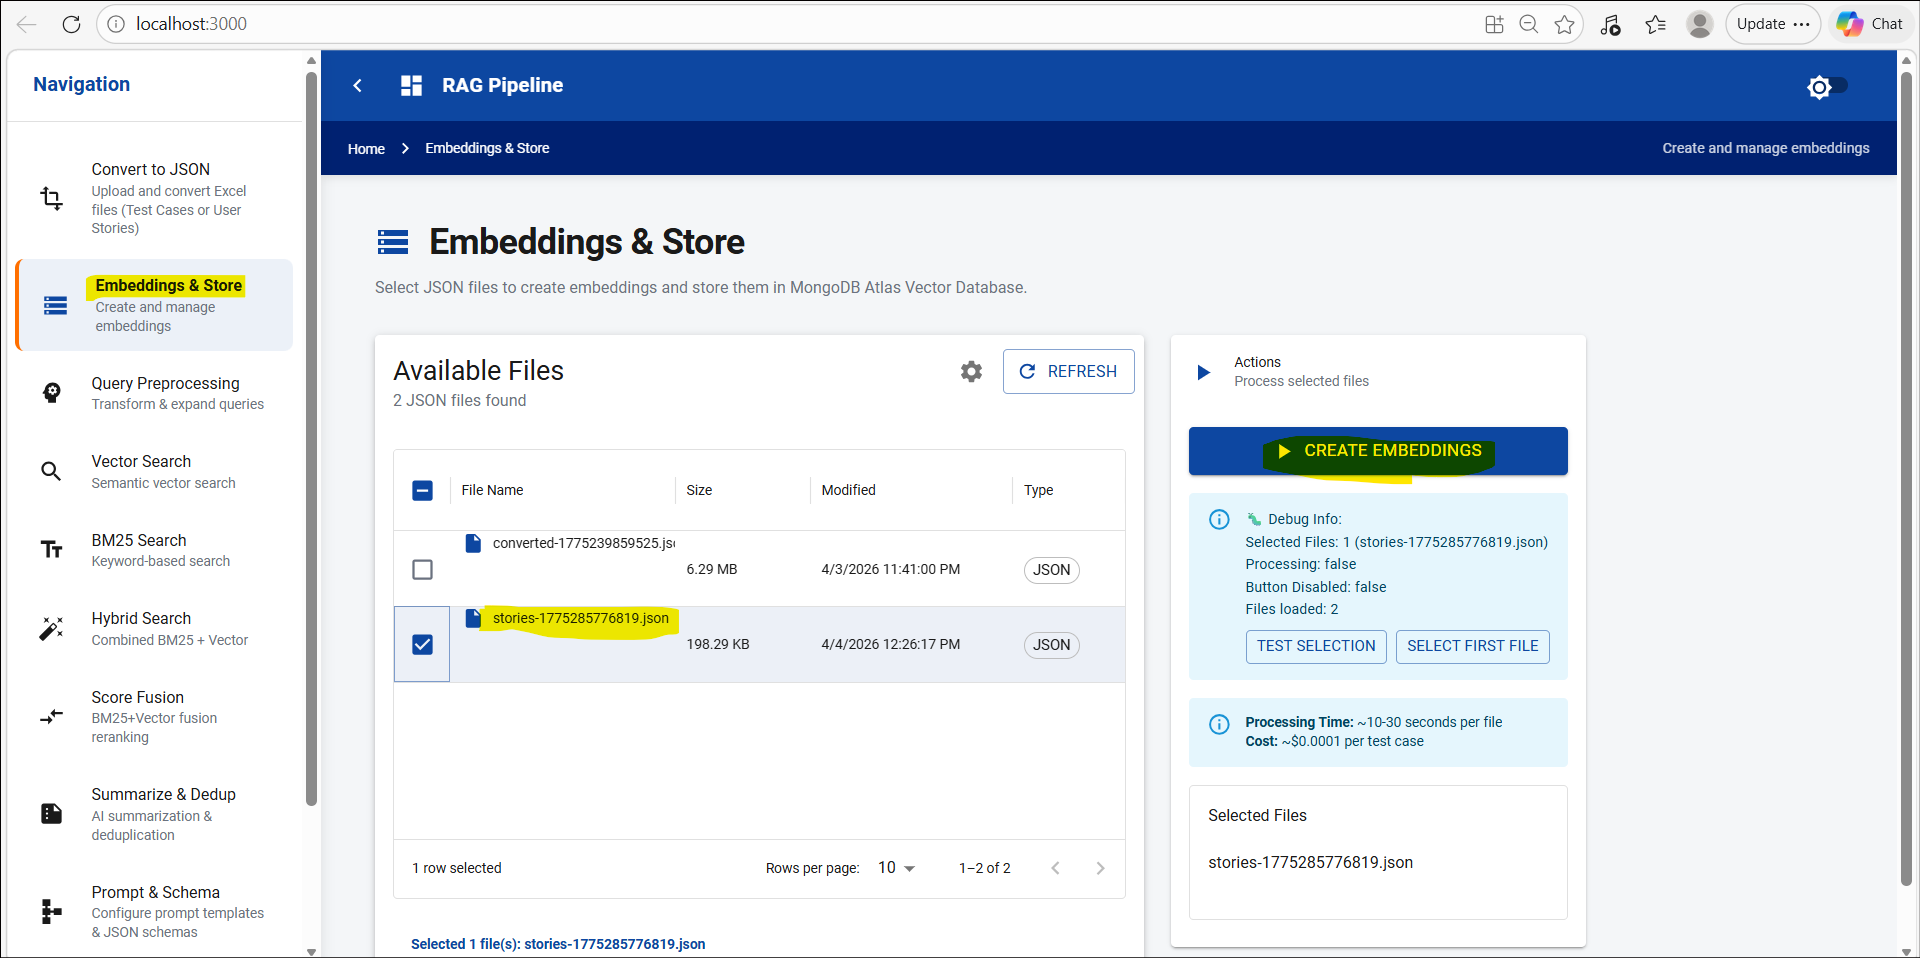 localhost:3000
Update
Chat
Navigation
Convert to JSON
Upload and convert Excel
files (Test Cases or User
Stories)
Embeddings & Store
Create and manage
embeddings
Query Preprocessing
Transform & expand queries
Vector Search
Semantic vector search
BM25 Search
Keyword-based search
Hybrid Search
Combined BM25 + Vector
Score Fusion
BM25+Vector fusion
reranking
Summarize & Dedup
AI summarization &
deduplication
Prompt & Schema
Configure prompt templates
& JSON schemas
RAG Pipeline
Home
Embeddings & Store
Create and manage embeddings
Embeddings & Store
Select JSON files to create embeddings and store them in MongoDB Atlas Vector Database.
Available Files
2 JSON files found
REFRESH
File Name Size Modified Type
converted-1775239859525.js
6.29 MB 4/3/2026 11:41:00 PM JSON
stories-1775285776819.json
198.29 KB 4/4/2026 12:26:17 PM JSON
1 row selected
Rows per page: 10 1–2 of 2
Selected 1 file(s): stories-1775285776819.json
Actions
Process selected files
CREATE EMBEDDINGS
Debug Info:
Selected Files: 1 (stories-1775285776819.json)
Processing: false
Button Disabled: false
Files loaded: 2
TEST SELECTION
SELECT FIRST FILE
Processing Time: ~10-30 seconds per file
Cost: ~$0.0001 per test case
Selected Files
stories-1775285776819.json